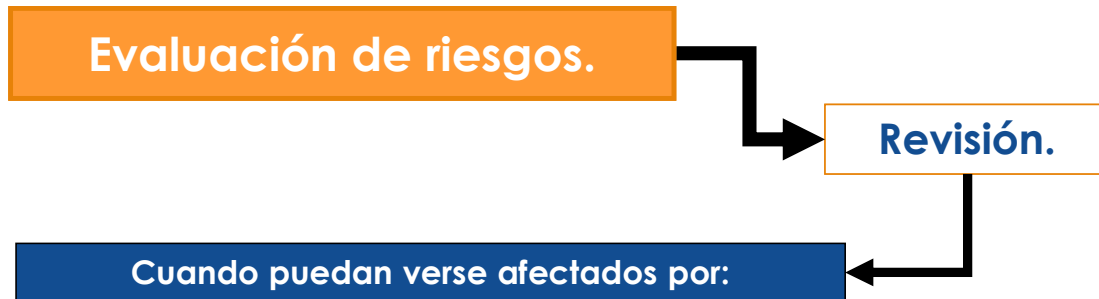 Evaluación de riesgos.
Revisión.
Cuando puedan verse afectados por: